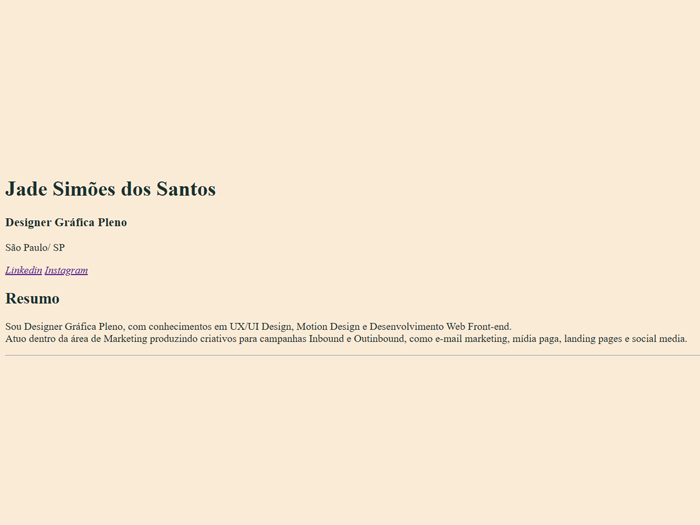 Jade Simões dos Santos
Designer Gráfica Pleno
São Paulo/ SP
Linkedin Instagram
Resumo
Sou Designer Gráfica Pleno, com conhecimentos em UX/UI Design, Motion Design e Desenvolvimento Web Front-end.
Atuo dentro da área de Marketing produzindo criativos para campanhas Inbound e Outinbound, como e-mail marketing, mídia paga, landing pages e social media.